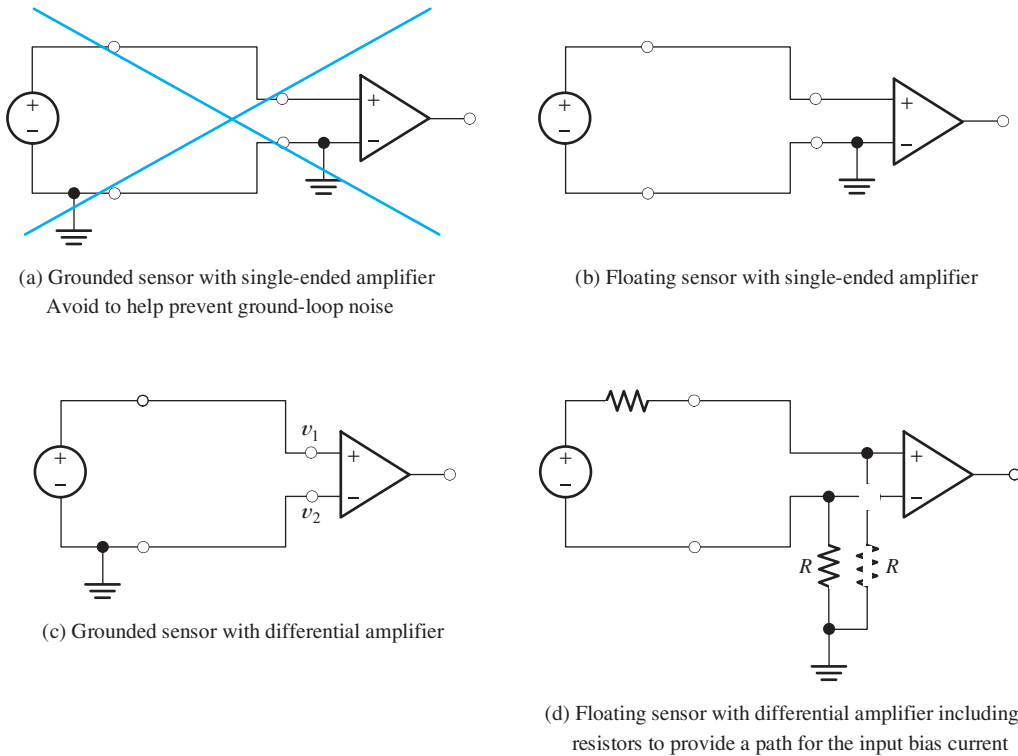 +
−
+
−
(a) Grounded sensor with single-ended amplifier
Avoid to help prevent ground-loop noise
+
−
(b) Floating sensor with single-ended amplifier
+
−
v1
v2
+
−
(c) Grounded sensor with differential amplifier
+
−
R
R
(d) Floating sensor with differential amplifier including
resistors to provide a path for the input bias current